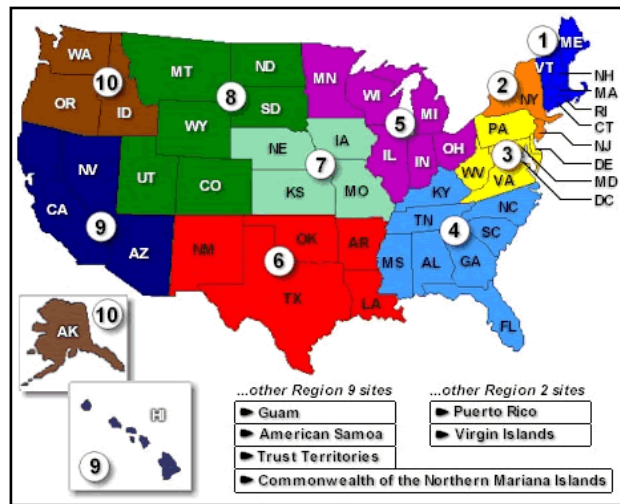 1
ME
WA
VT
NH
10
MT
ND
MN
2
MA
OR
ID
8
WI
NY
RI
SD
MI
CT
WY
5
PA
NJ
IA
3
DE
NE
OH
NV
7
IL
IN
WV
MD
UT
CO
VA
DC
KS
MO
KY
CA
NC
9
TN
4
AZ
OK
AR
SC
NM
6
MS
AL
GA
TX
LA
10
FL
AK
HI
9
...other Region 9 sites
Guam
American Samoa
Trust Territories
Commonwealth of the Northern Mariana Islands
...other Region 2 sites
Puerto Rico
Virgin Islands